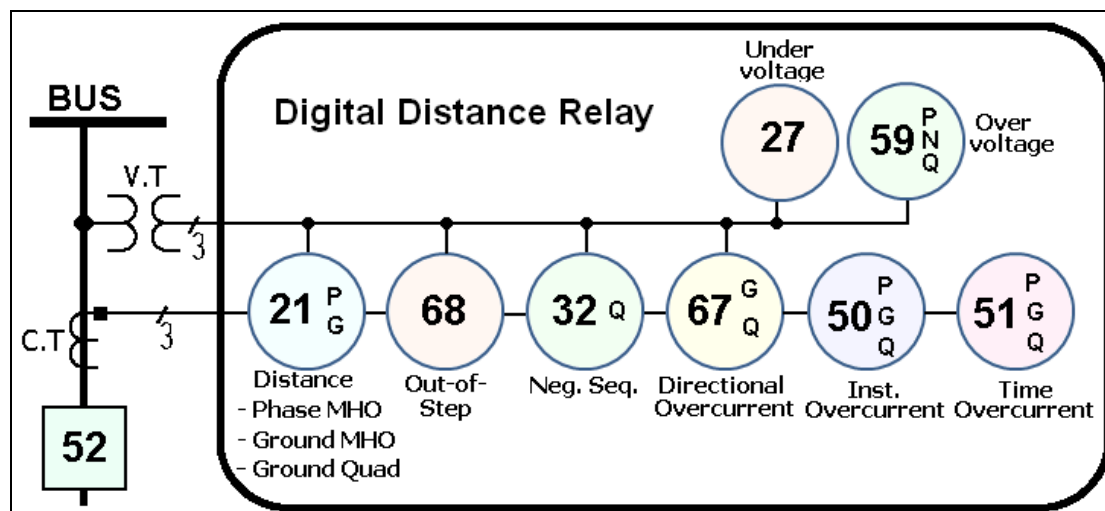 BUS
V.T
3
C.T
3
52
Digital Distance Relay
Under
voltage
27
59 P
N
Q
Over
voltage
21 P
G
68
32 Q
67 G
Q
50 P
G
Q
51 P
G
Q
Distance
- Phase MHO
- Ground MHO
- Ground Quad
Out-of-
Step
Neg. Seq.
Directional
Overcurrent
Inst.
Overcurrent
Time
Overcurrent